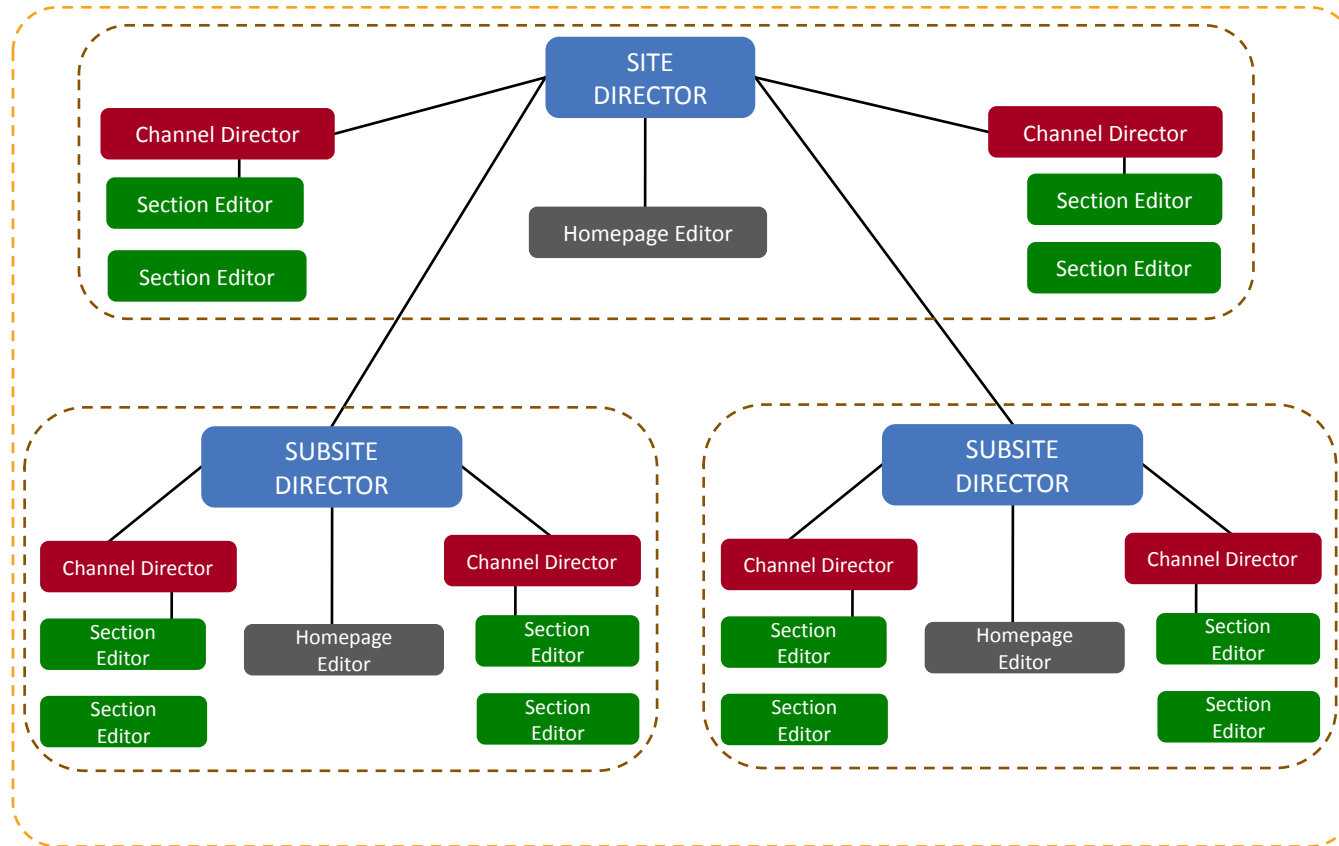 SITE
DIRECTOR
Channel Director
Channel Director
Section Editor
Section Editor
Homepage Editor
Section Editor
Section Editor
SUBSITE
DIRECTOR
Channel Director
Channel Director
Section
Editor
Homepage
Editor
Section
Editor
Section
Editor
Section
Editor
SUBSITE
DIRECTOR
Channel Director
Channel Director
Section
Editor
Homepage
Editor
Section
Editor
Section
Editor
Section
Editor